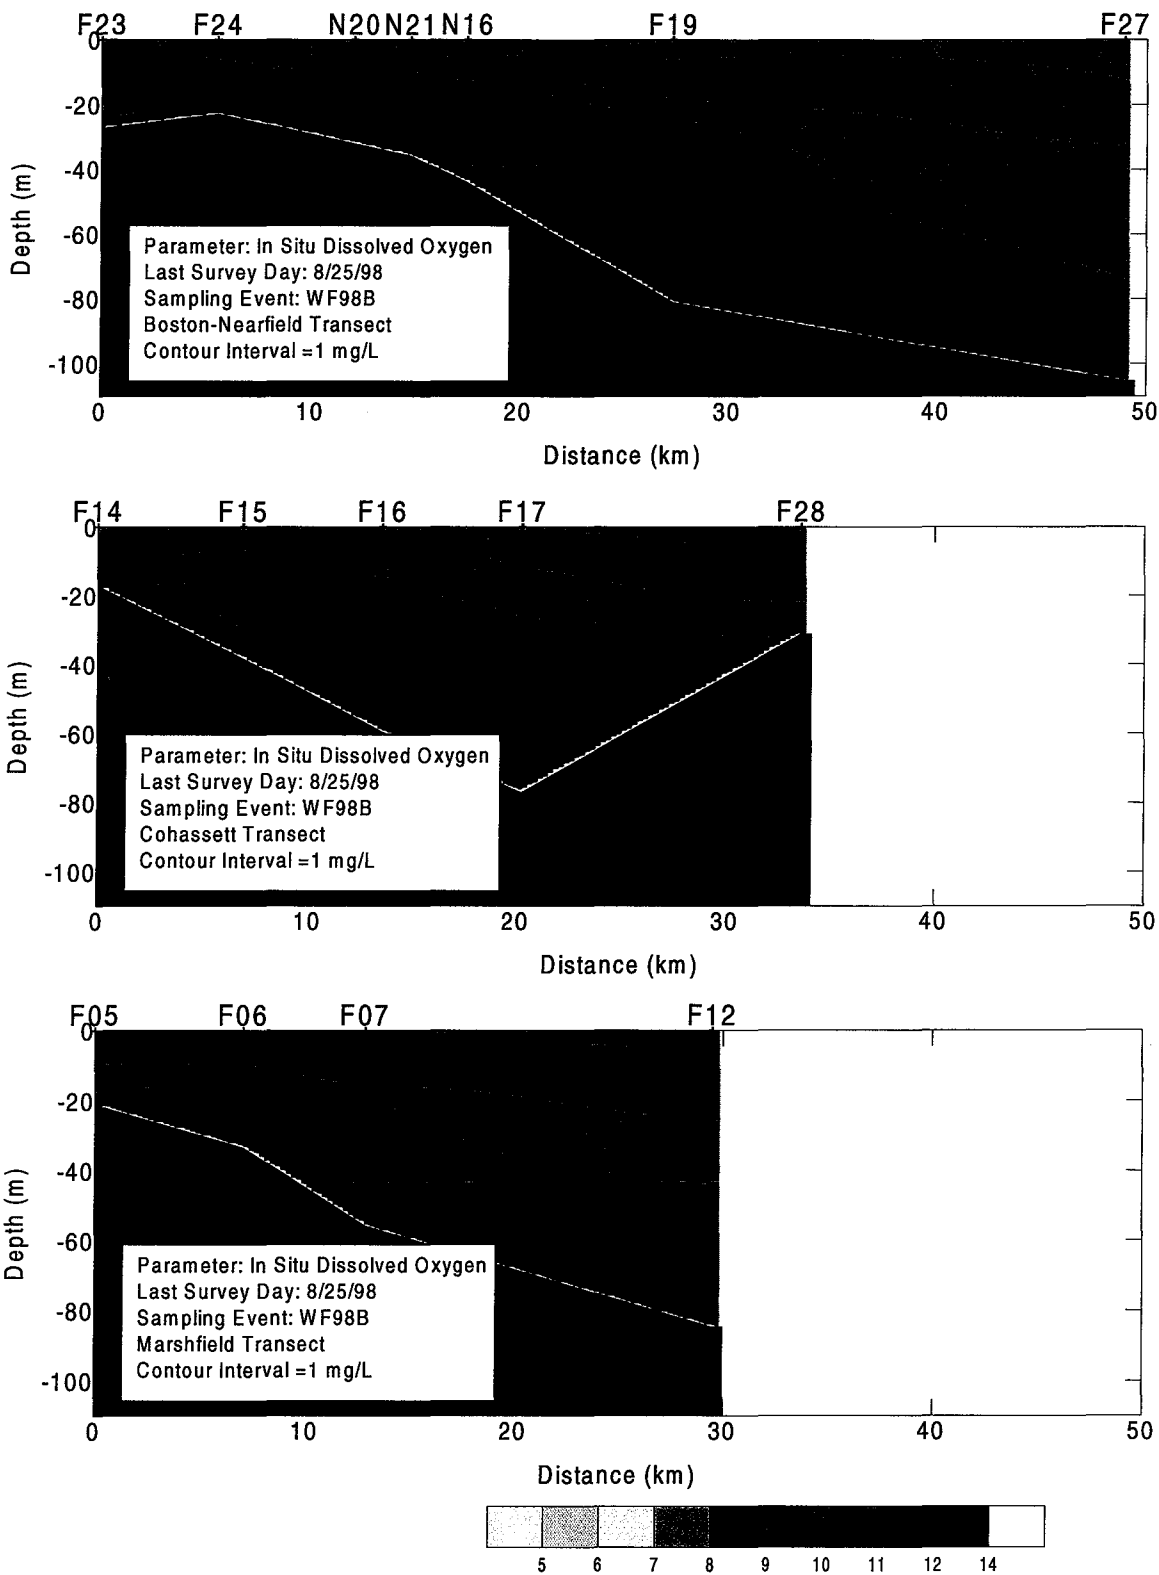 F23 F24 N20 N21 N16 F19 F27
0
-20
-40
-60
-80
-100
Depth (m)
Parameter: In Situ Dissolved Oxygen
Last Survey Day: 8/25/98
Sampling Event: WF98B
Boston-Nearfield Transect
Contour Interval =1 mg/L
0 10 20 30 40 50
Distance (km)
F14 F15 F16 F17 F28
0
-20
-40
-60
-80
-100
Depth (m)
Parameter: In Situ Dissolved Oxygen
Last Survey Day: 8/25/98
Sampling Event: WF98B
Cohassett Transect
Contour Interval =1 mg/L
0 10 20 30 40 50
Distance (km)
F05 F06 F07 F12
0
-20
-40
-60
-80
-100
Depth (m)
Parameter: In Situ Dissolved Oxygen
Last Survey Day: 8/25/98
Sampling Event: WF98B
Marshfield Transect
Contour Interval =1 mg/L
0 10 20 30 40 50
Distance (km)
5 6 7 8 9 10 11 12 14